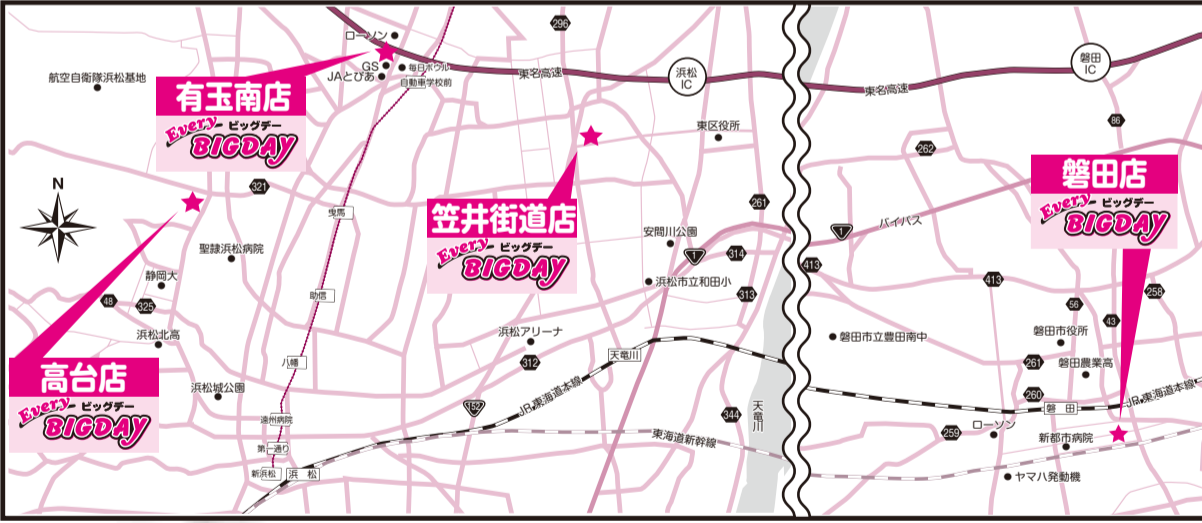 ローソン
GS
毎日ボウル
JAとぴあ
自動車学校前
航空自衛隊浜松基地
296
東名高速
浜松
IC
東名高速
磐田
IC
有玉南店
Every ビッグデー
BIGDAY
東区役所
86
262
321
曳馬
笠井街道店
Every ビッグデー
BIGDAY
261
安間川公園
1
314
浜松市立和田小
313
磐田店
Every ビッグデー
BIGDAY
1
バイパス
413
413
258
56
43
N
聖隷浜松病院
静岡大
48
325
助信
浜松北高
浜松アリーナ
312
天竜川
磐田市立豊田南中
磐田市役所
261
磐田農業高
高台店
Every ビッグデー
BIGDAY
八幡
浜松城公園
152
JR東海道本線
344
天竜川
260
磐田
JR東海道本線
259
ローソン
遠州病院
第一通り
新浜松
浜松
東海道新幹線
新都市病院
ヤマハ発動機